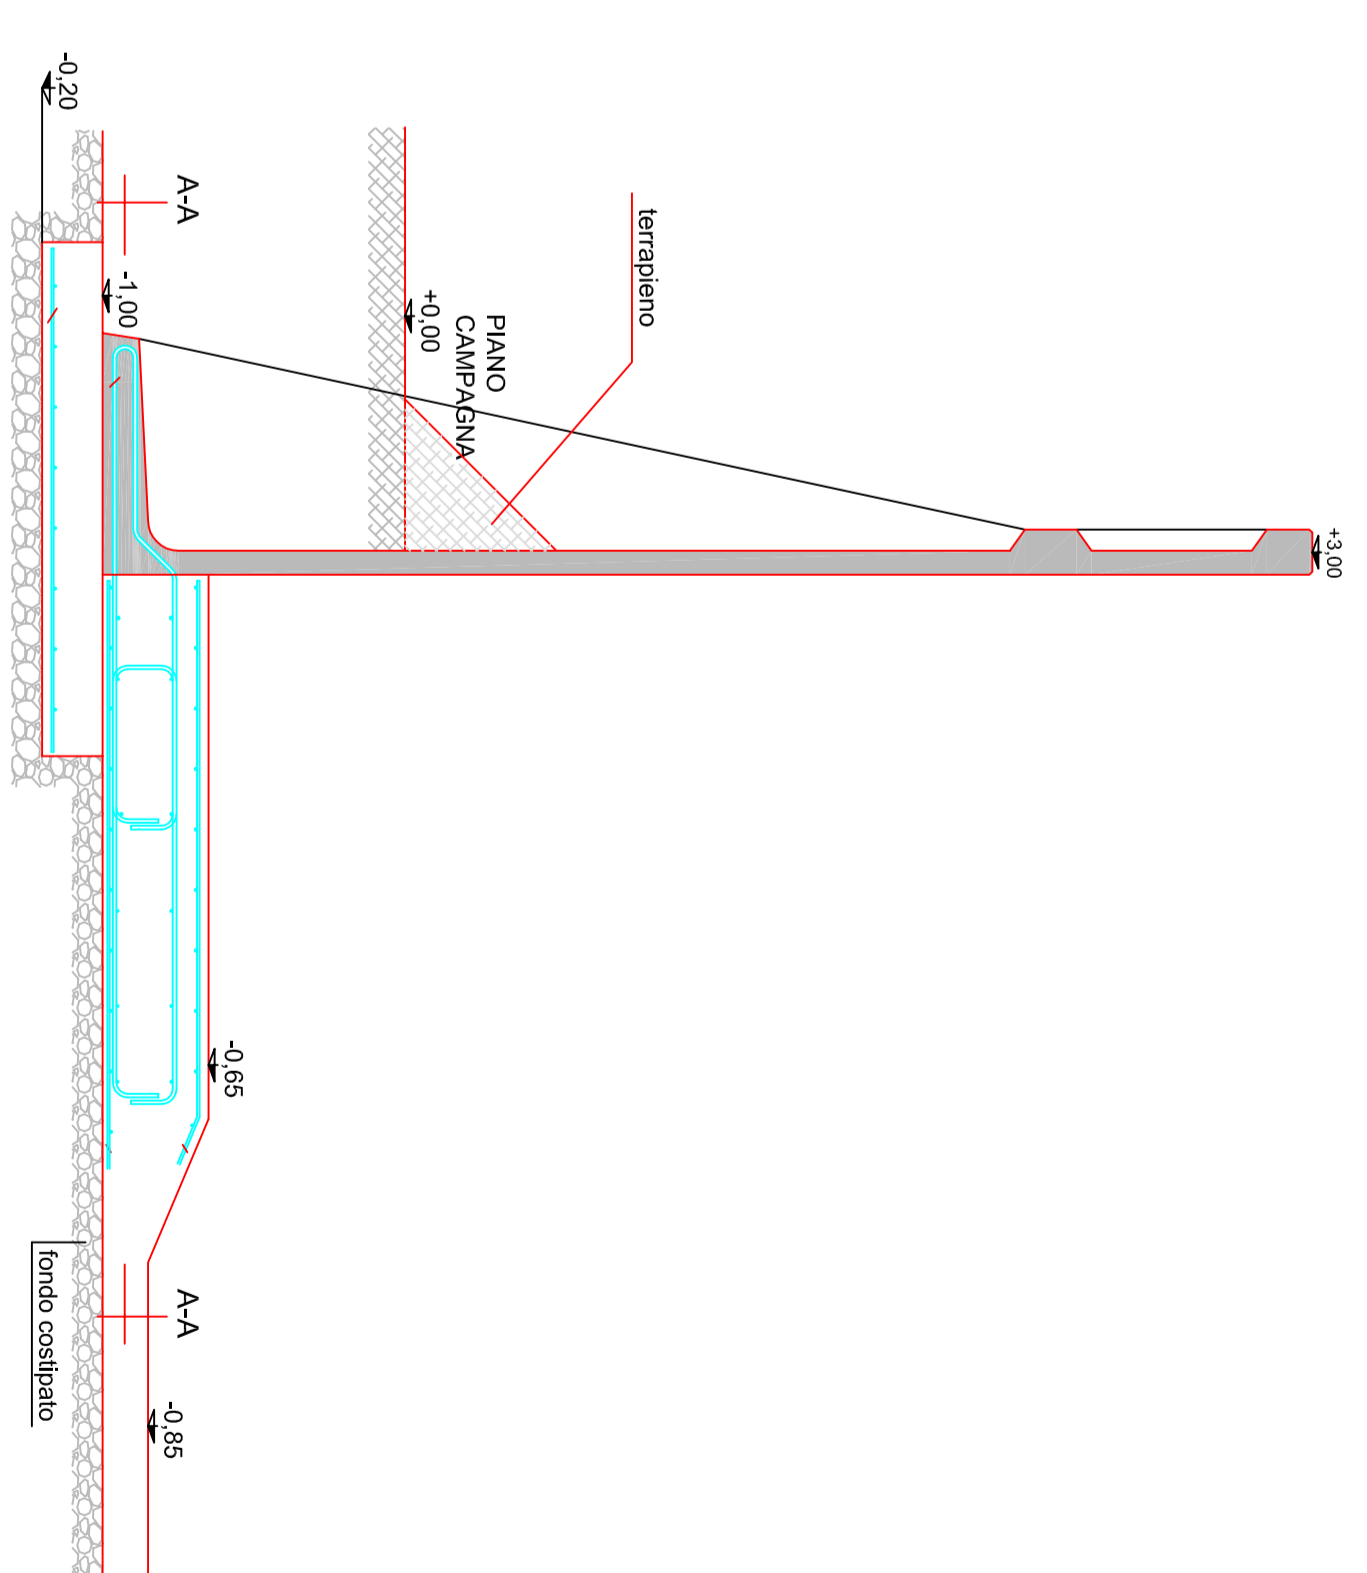 +3,00
terrapieno
PIANO
CAMPAGNA
+0,00
-0,65
A-A
A-A
-0,85
-1,00
-0,20
fondo costipato